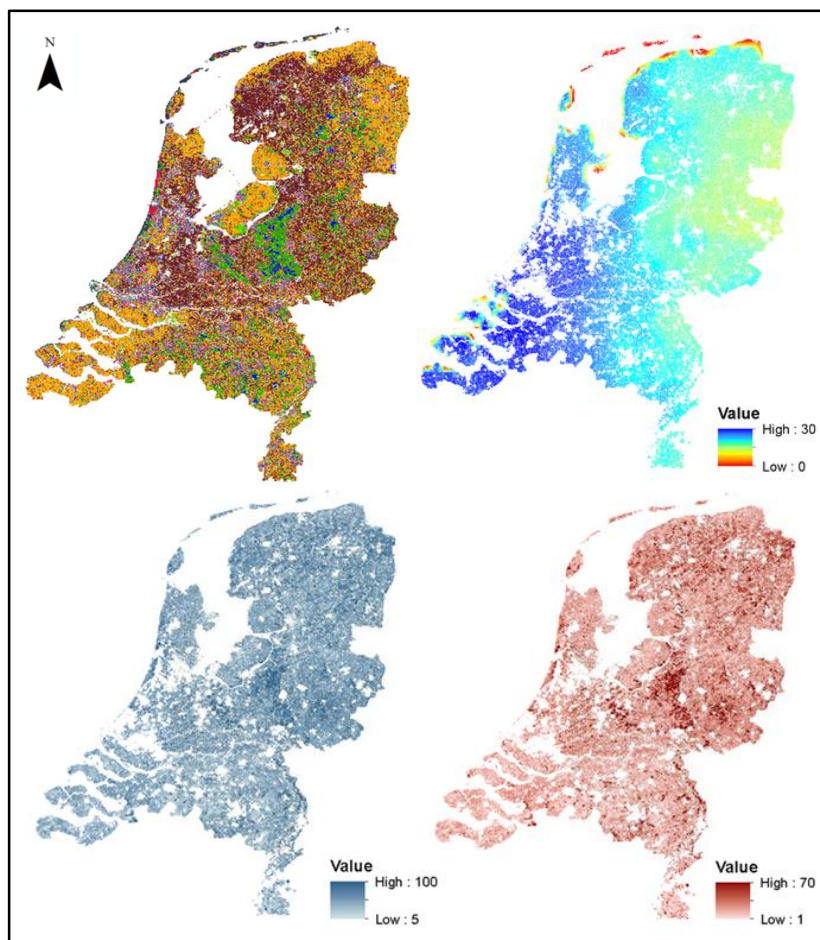 N
Value
High : 30
Low : 0
Value
High : 100
Low : 5
Value
High : 70
Low : 1